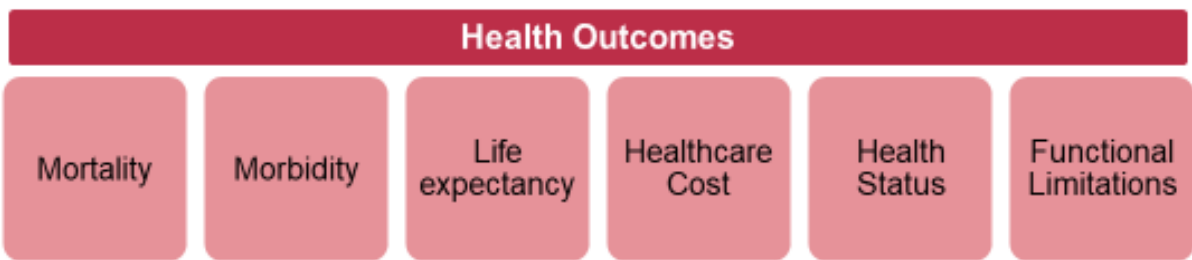 Health Outcomes
Mortality
Morbidity
Life
expectancy
Healthcare
Cost
Health
Status
Functional
Limitations